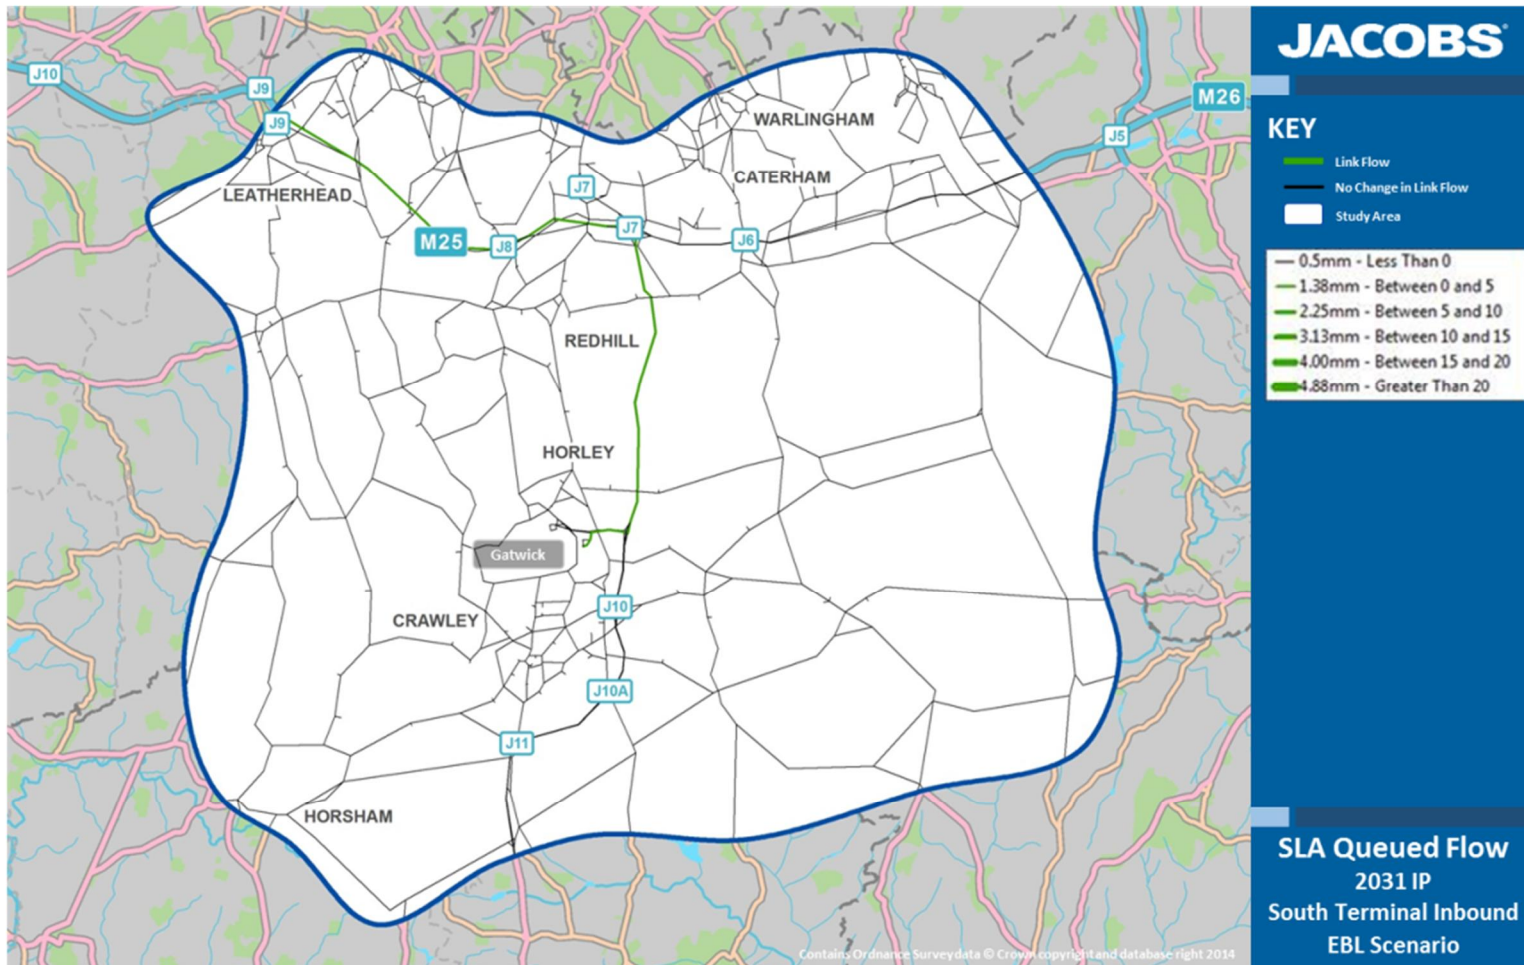 JACOBS
KEY
Link Flow
No Change in Link Flow
Study Area
0.5mm - Less Than 0
1.38mm - Between 0 and 5
2.25mm - Between 5 and 10
3.13mm - Between 10 and 15
4.00mm - Between 15 and 20
4.88mm - Greater Than 20
SLA Queued Flow
2031 IP
South Terminal Inbound
EBL Scenario
J10
J9
M26
J9
WARLINGHAM
J5
LEATHERHEAD
J7
CATERHAM
M25
J8
J7
J6
REDHILL
HORLEY
Gatwick
CRAWLEY
J10
J10A
J11
HORSHAM
Contains Ordnance Survey data © Crown copyright and database right 2014